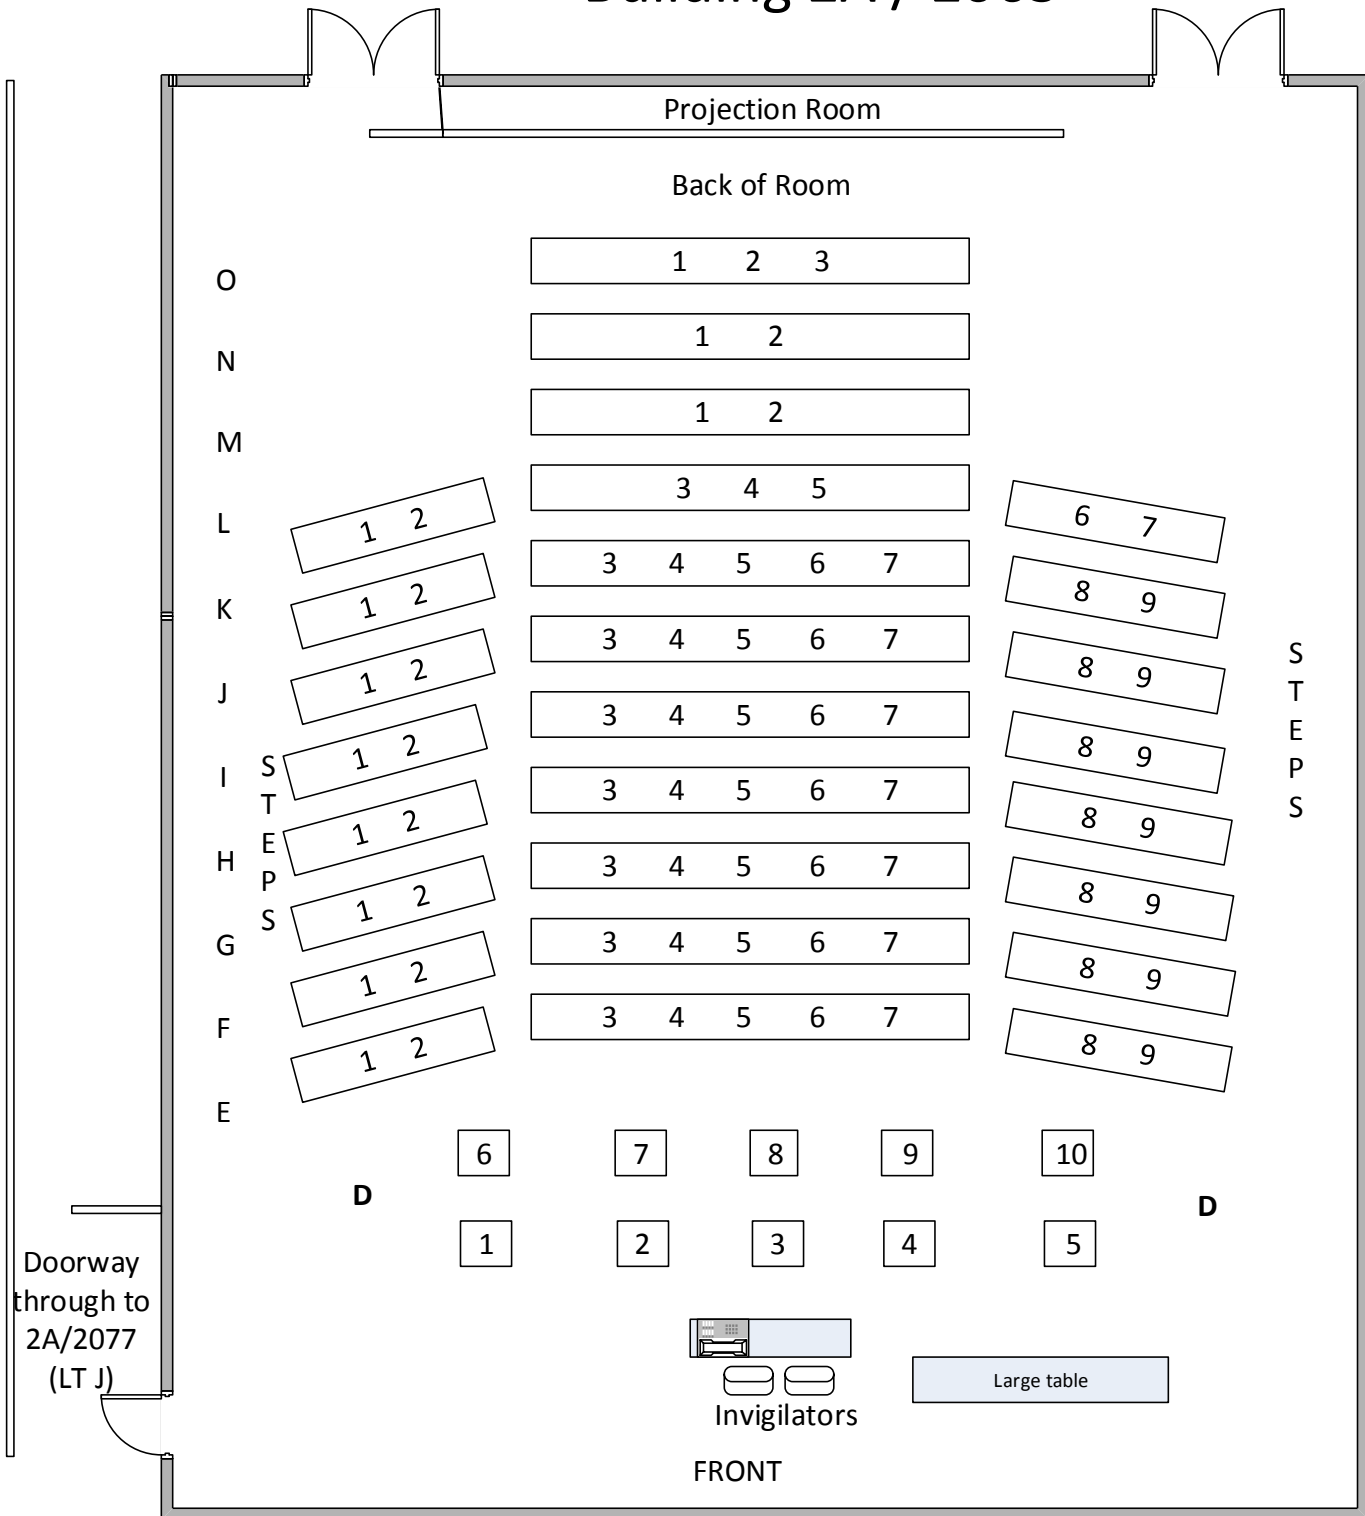 Projection Room
Back of Room
O
1 2 3
N
1 2
M
1 2
L
1 2 3 4 5 6 7
K
1 2 3 4 5 6 7 8 9
J
1 2 3 4 5 6 7 8 9
I
1 2 3 4 5 6 7 8 9
H
1 2 3 4 5 6 7 8 9
G
1 2 3 4 5 6 7 8 9
F
1 2 3 4 5 6 7 8 9
E
1 2 3 4 5 6 7 8 9
STEPS
STEPS
6 7 8 9 10
D
D
1 2 3 4 5
Doorway
through to
2A/2077
(LT J)
Large table
Invigilators
FRONT